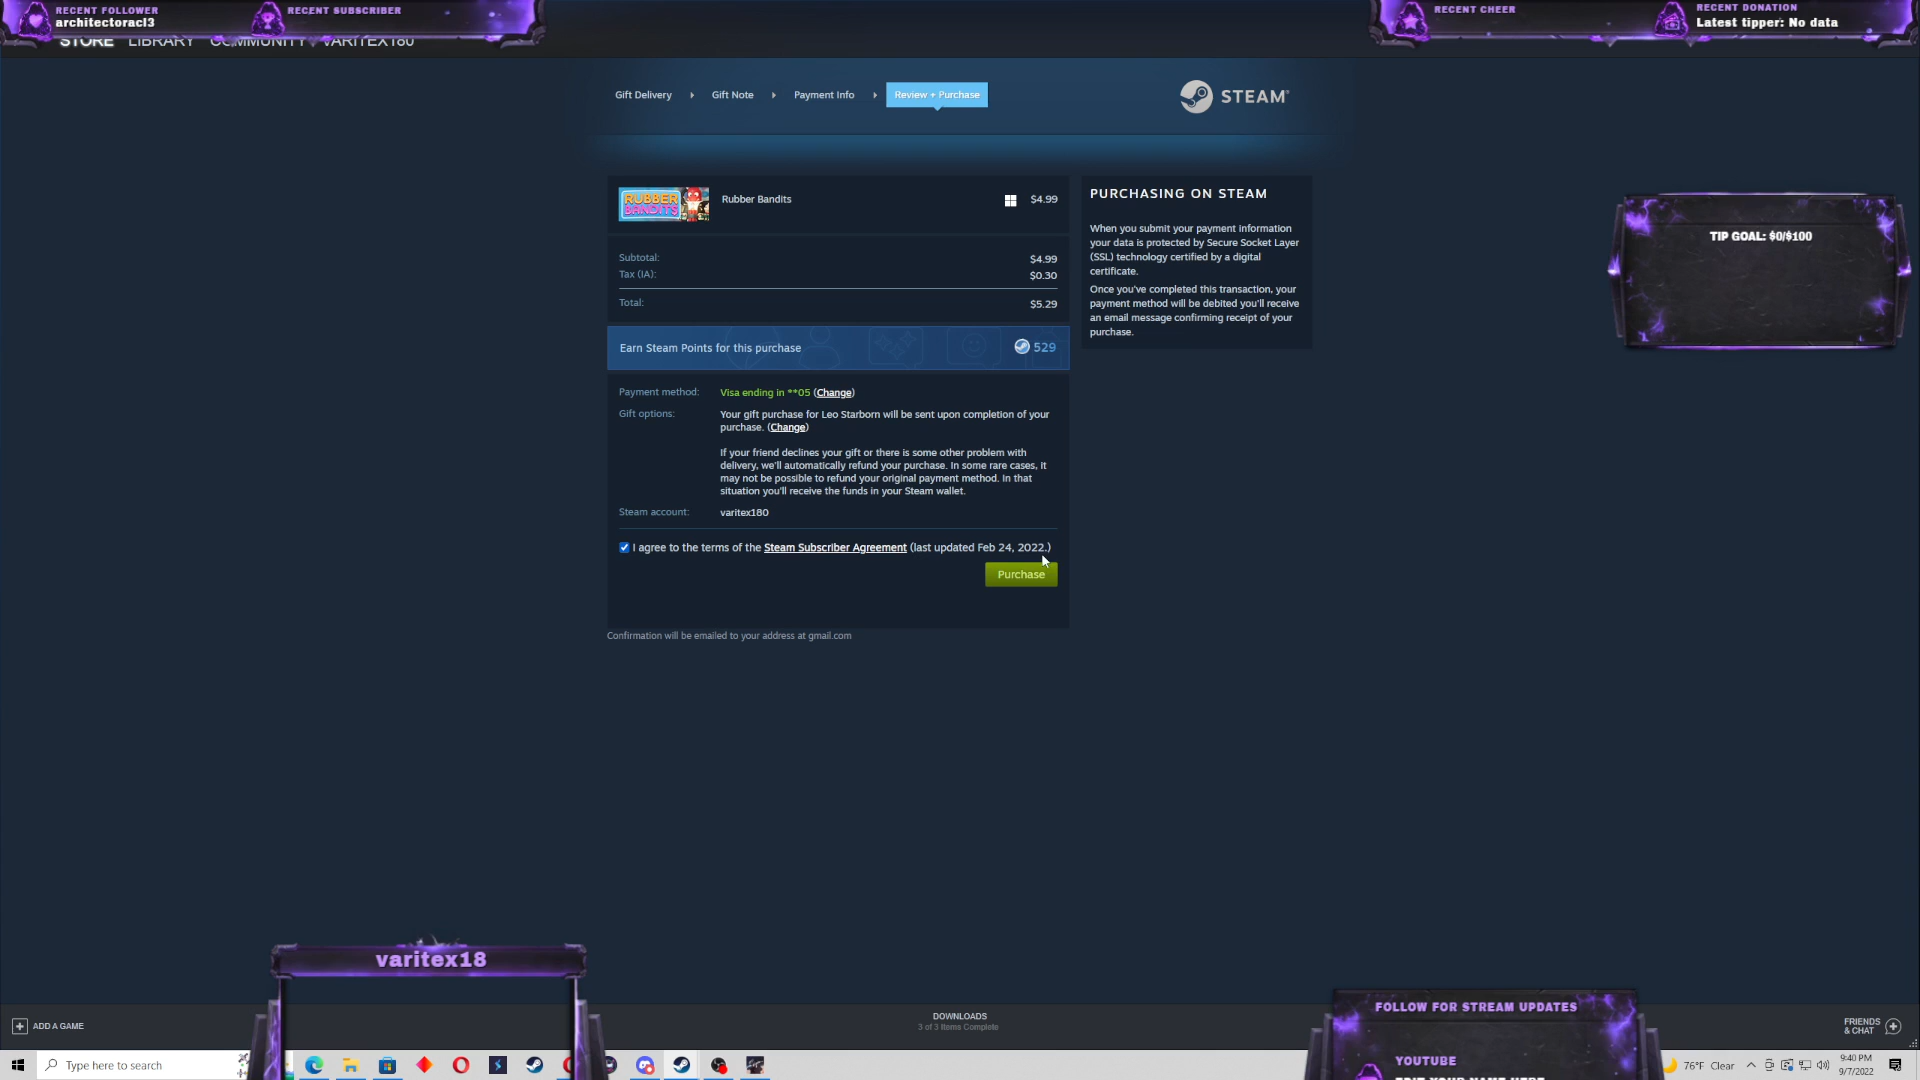 RECENT FOLLOWER
architectoracl3
RECENT SUBSCRIBER
RECENT CHEER
RECENT DONATION
Latest tipper: No data
STORE LIBRARY COMMUNITY VARITEX180
Gift Delivery
Gift Note
Payment Info
Review + Purchase
STEAM®
RUBBER
BANDITS
Rubber Bandits
$4.99
Subtotal:
$4.99
Tax (IA):
$0.30
Total:
$5.29
Earn Steam Points for this purchase
529
Payment method:
Visa ending in **05 (Change)
Gift options:
Your gift purchase for Leo Starborn will be sent upon completion of your
purchase. (Change)
If your friend declines your gift or there is some other problem with
delivery, we'll automatically refund your purchase. In some rare cases, it
may not be possible to refund your original payment method. In that
situation you'll receive the funds in your Steam wallet.
Steam account:
varitex180
I agree to the terms of the Steam Subscriber Agreement (last updated Feb 24, 2022.)
Purchase
Confirmation will be emailed to your address at gmail.com
PURCHASING ON STEAM
When you submit your payment information
your data is protected by Secure Socket Layer
(SSL) technology certified by a digital
certificate.
Once you've completed this transaction, your
payment method will be debited you'll receive
an email message confirming receipt of your
purchase.
TIP GOAL: $0/$100
varitex18
FOLLOW FOR STREAM UPDATES
YOUTUBE
EDIT YOUR NAME HERE
ADD A GAME
DOWNLOADS
3 of 3 Items Complete
FRIENDS
& CHAT
Type here to search
76°F Clear
9:40 PM
9/7/2022